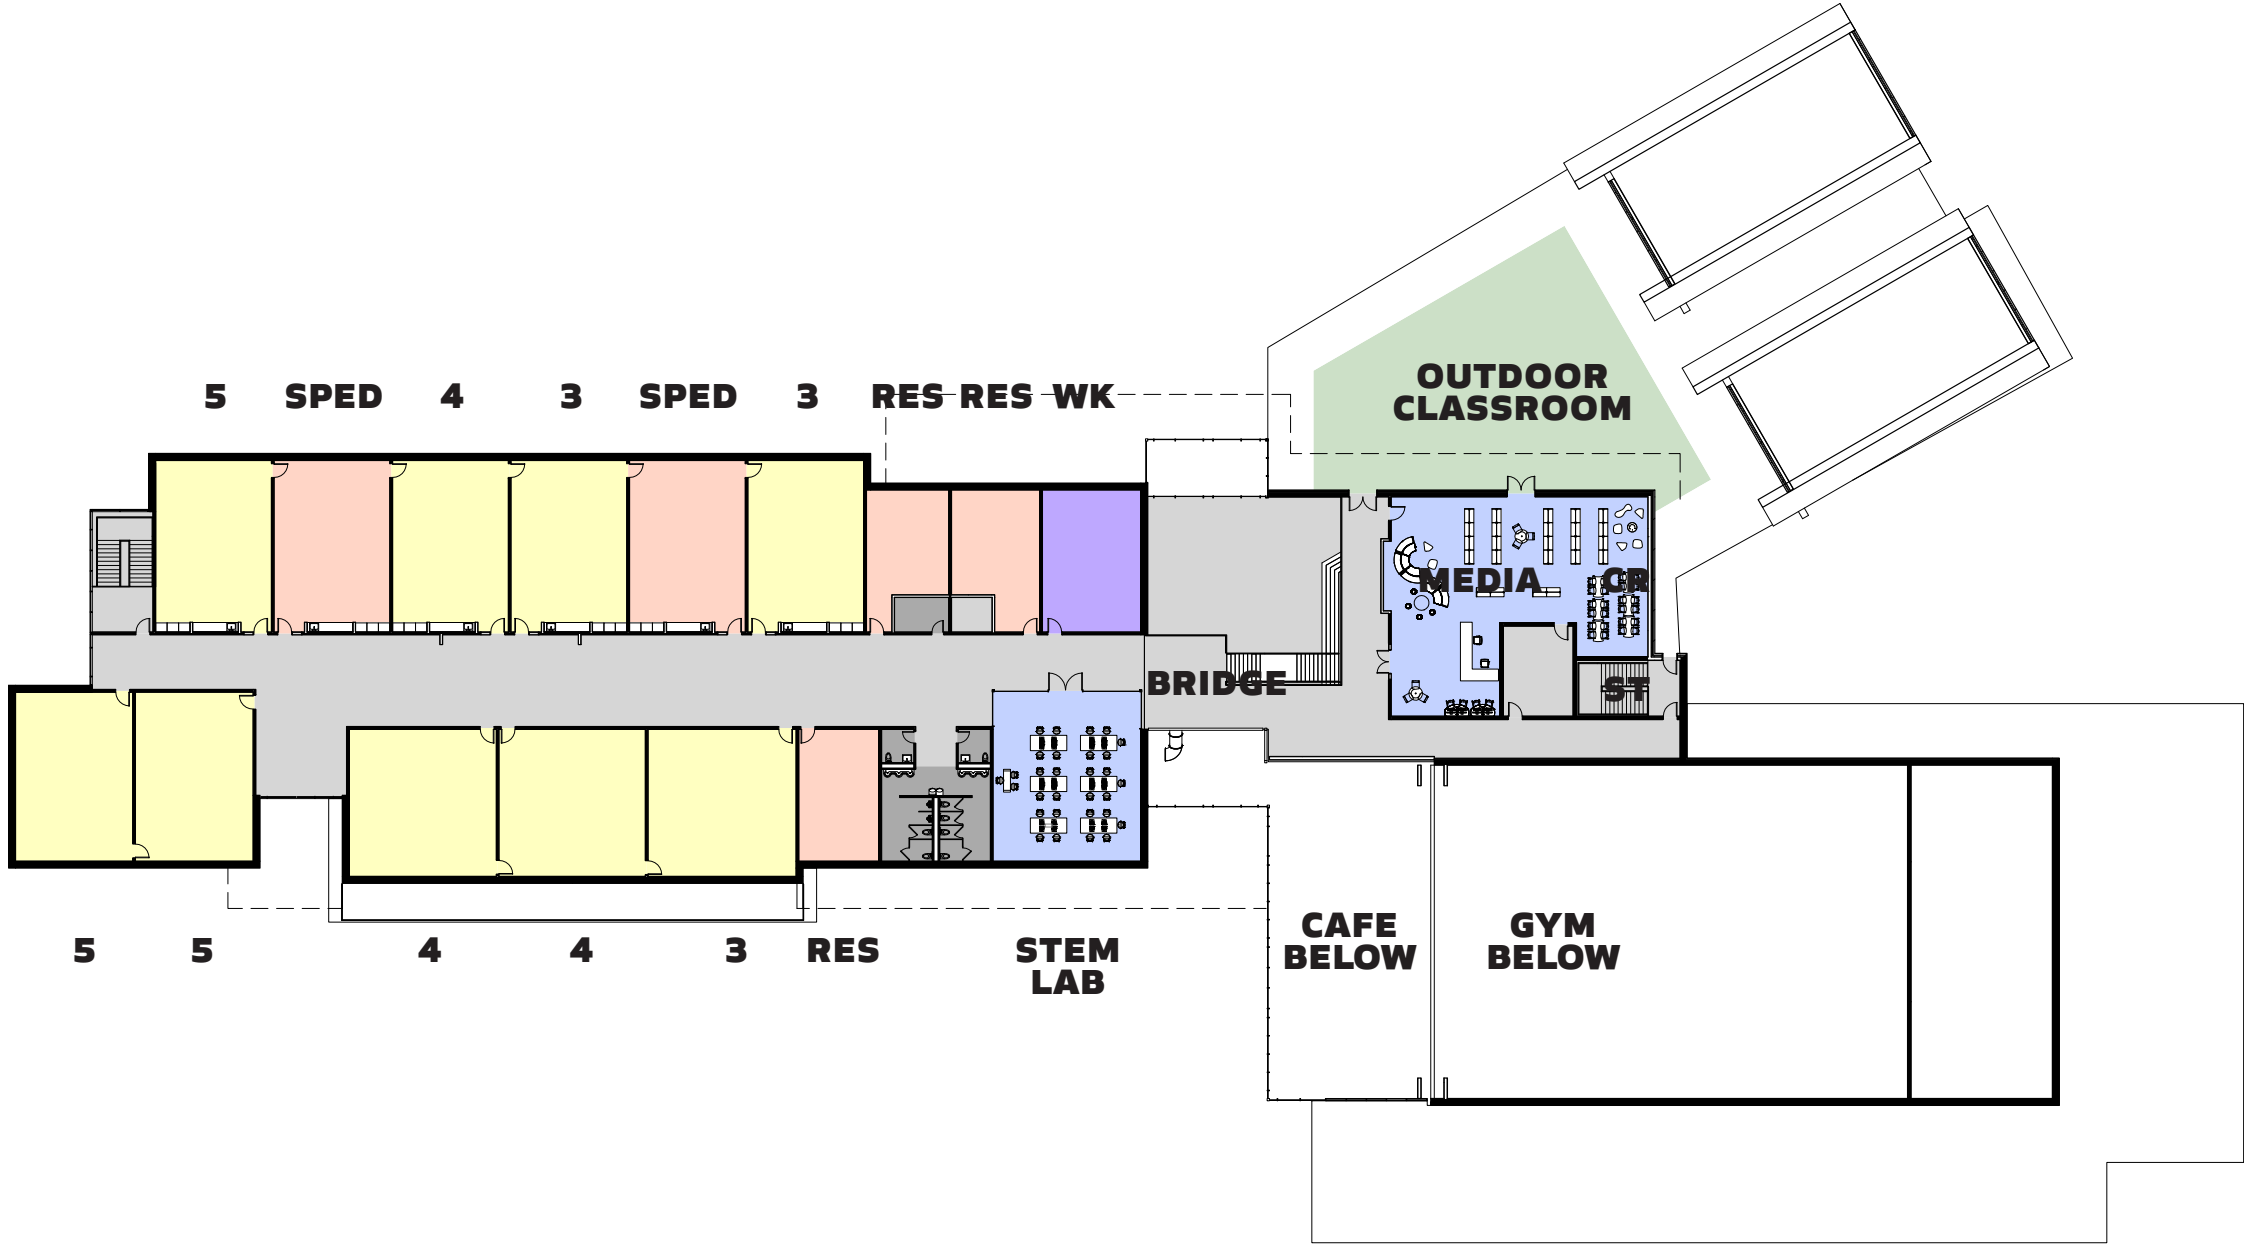 OUTDOOR
CLASSROOM
5 SPED 4 3 SPED 3 RES RES WK
MEDIA CR
BRIDGE ST
5 5 4 4 3 RES STEM
LAB
CAFE
BELOW
GYM
BELOW